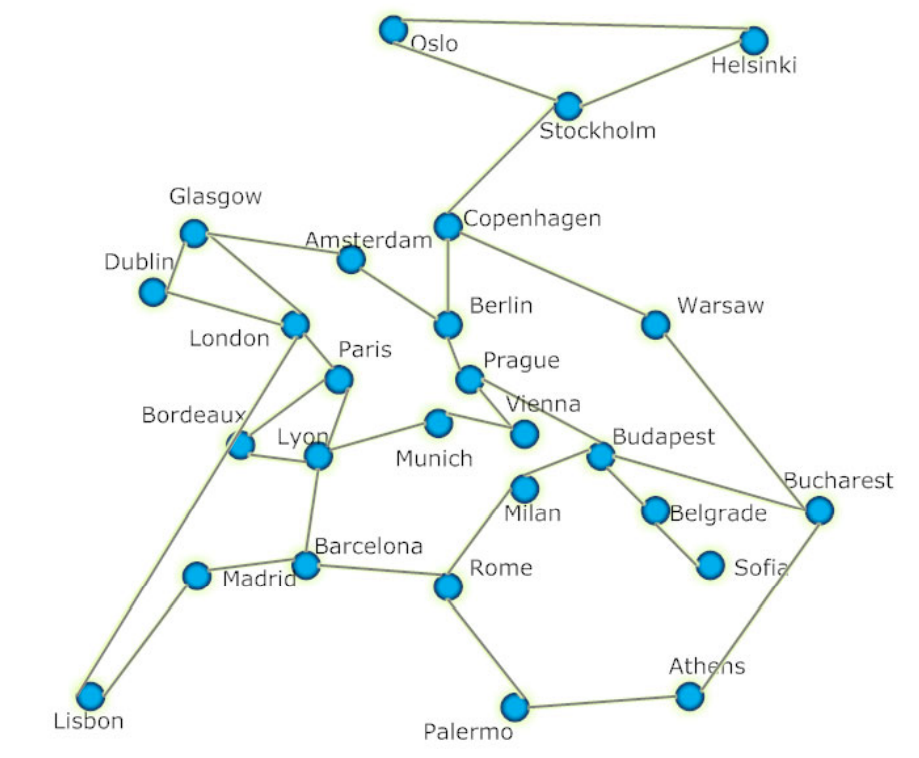 Oslo
Helsinki
Stockholm
Glasgow
Copenhagen
Amsterdam
Dublin
Berlin
Warsaw
London
Paris
Prague
Vienna
Bordeaux
Lyon
Budapest
Munich
Bucharest
Milan
Belgrade
Barcelona
Rome
Sofia
Madrid
Athens
Lisbon
Palermo